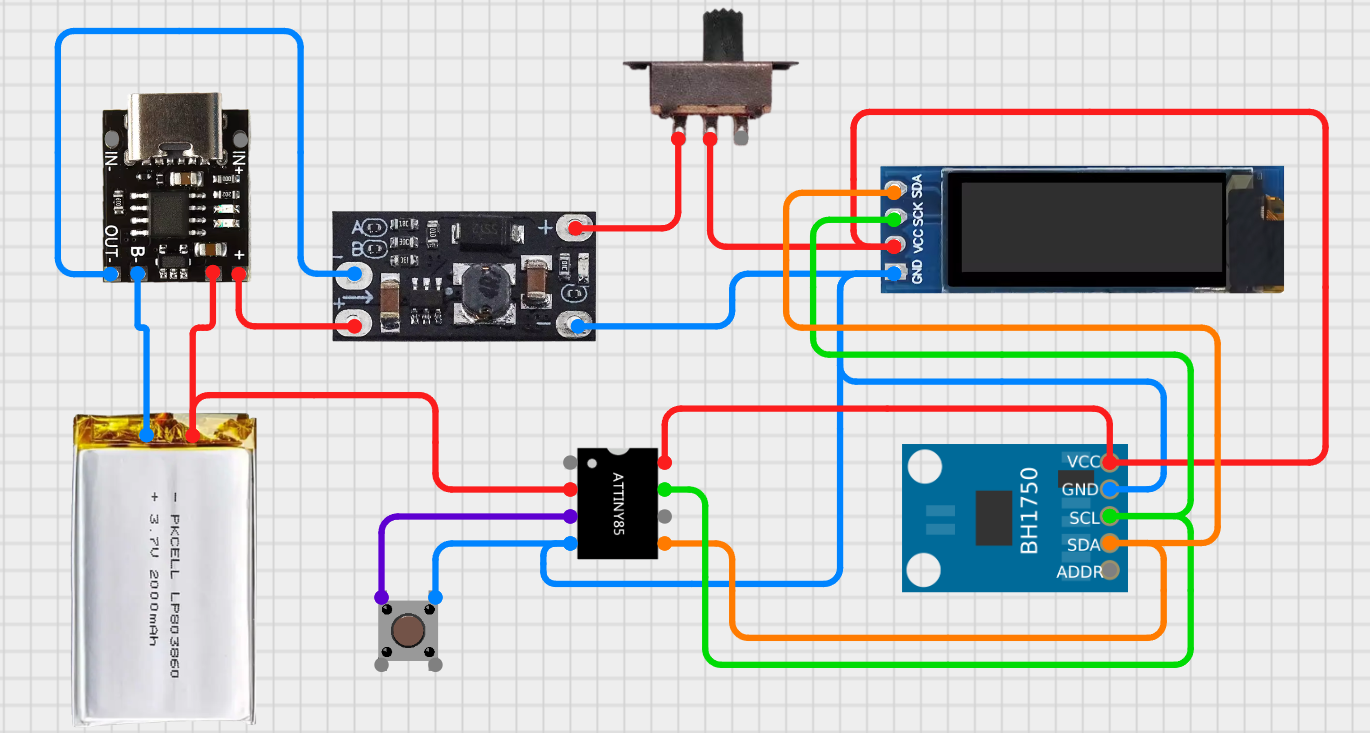 IN-
IN+
OUT-
B-
+
A
B
-
+
+
-
SDA
SCK
VCC
GND
ATTINY85
BH1750
VCC
GND
SCL
SDA
ADDR
- PKCELL LP803860
+ 3.7V 2000mAh